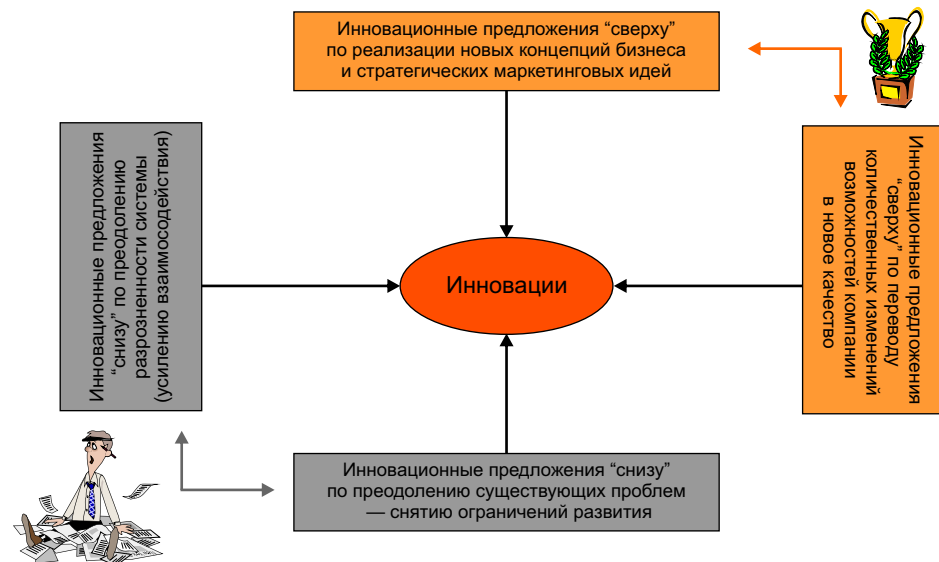 Инновационные предложения “сверху”
по реализации новых концепций бизнеса
и стратегических маркетинговых идей
Инновационные предложения
“снизу” по преодолению
разрозненности системы
(усилению взаимосодействия)
Инновации
Инновационные предложения
“сверху” по переводу
количественных изменений
возможностей компании
в новое качество
Инновационные предложения “снизу”
по преодолению существующих проблем
— снятию ограничений развития